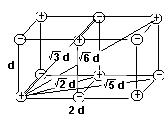 + − +
− + −
√3 d √6 d
d
− + −
√2 d √5 d
+ − +
2 d